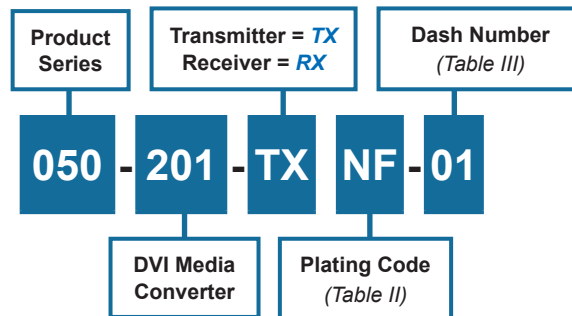 Product
Series
Transmitter = TX
Receiver = RX
Dash Number
(Table III)
050 - 201 - TX NF - 01
DVI Media
Converter
Plating Code
(Table II)